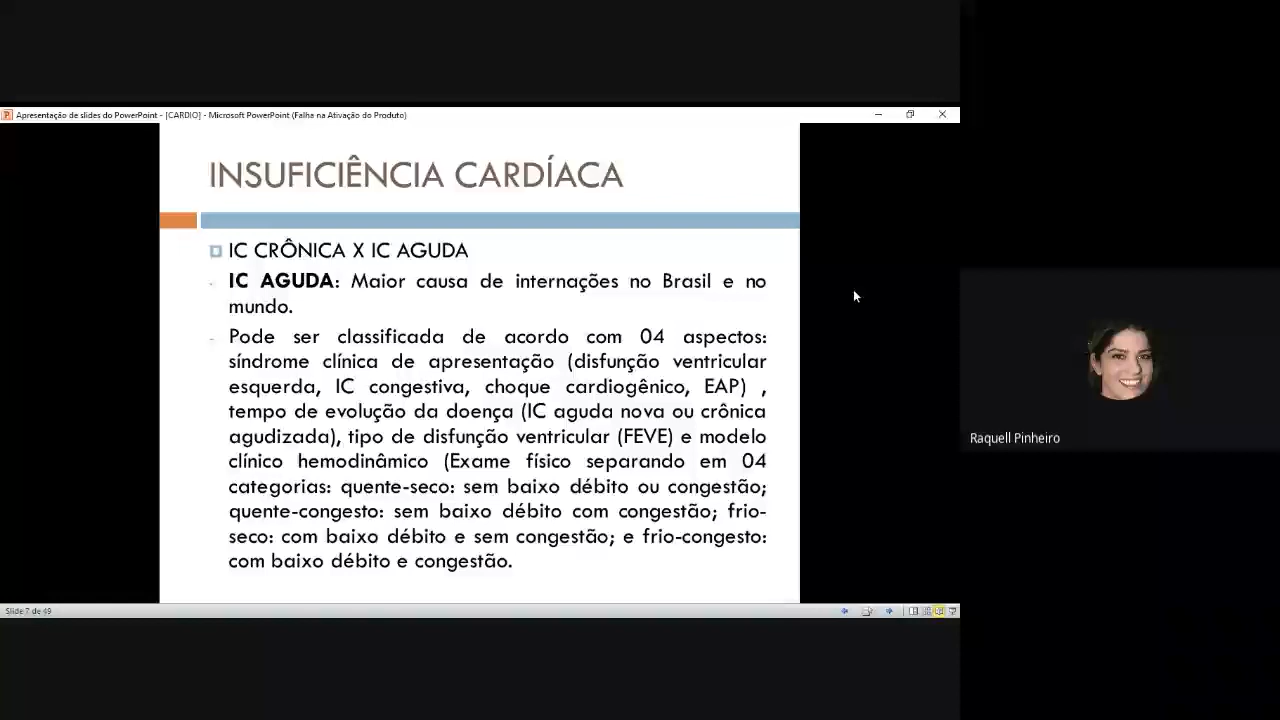 Apresentação de slides do PowerPoint - [CARDIO] - Microsoft PowerPoint (Falha na Ativação do Produto)
INSUFICIÊNCIA CARDÍACA
IC CRÔNICA X IC AGUDA
- IC AGUDA: Maior causa de internações no Brasil e no
mundo.
- Pode ser classificada de acordo com 04 aspectos:
síndrome clínica de apresentação (disfunção ventricular
esquerda, IC congestiva, choque cardiogênico, EAP) ,
tempo de evolução da doença (IC aguda nova ou crônica
agudizada), tipo de disfunção ventricular (FEVE) e modelo
clínico hemodinâmico (Exame físico separando em 04
categorias: quente-seco: sem baixo débito ou congestão;
quente-congesto: sem baixo débito com congestão; frio-
seco: com baixo débito e sem congestão; e frio-congesto:
com baixo débito e congestão.
Raquell Pinheiro
Slide 7 de 49